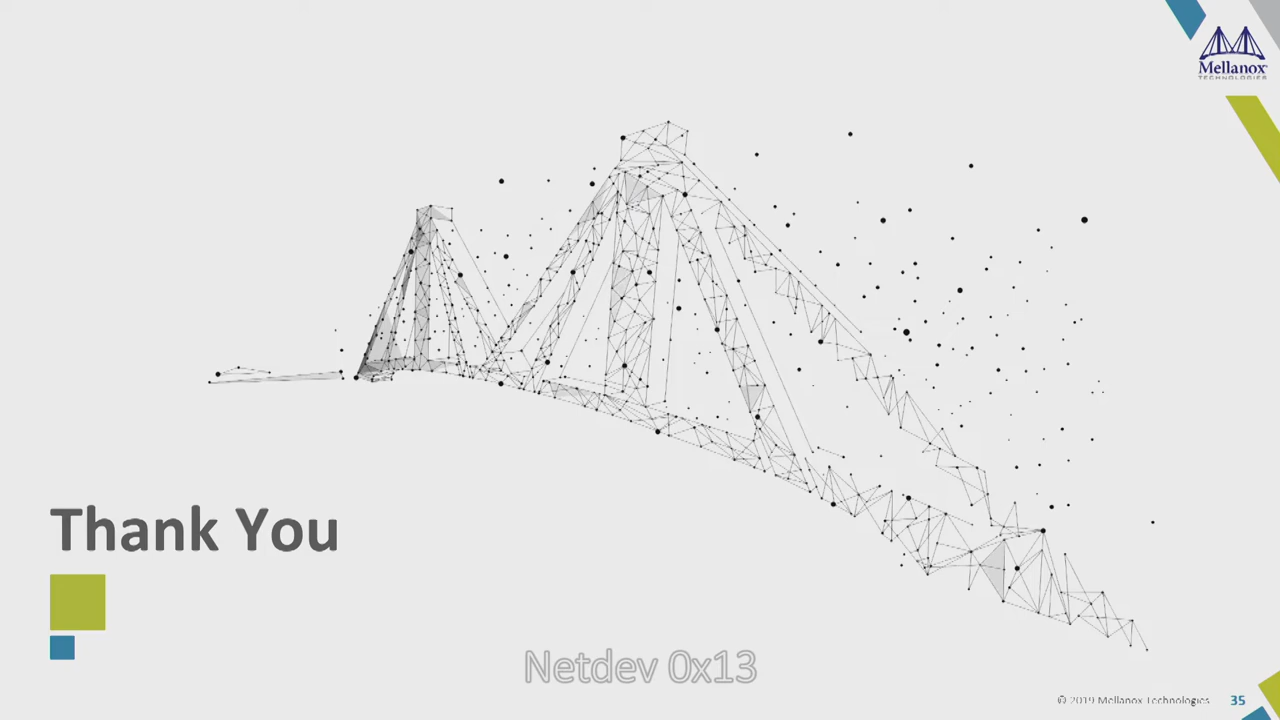 Mellanox
TECHNOLOGIES
Thank You
Netdev 0x13
© 2019 Mellanox Technologies
35